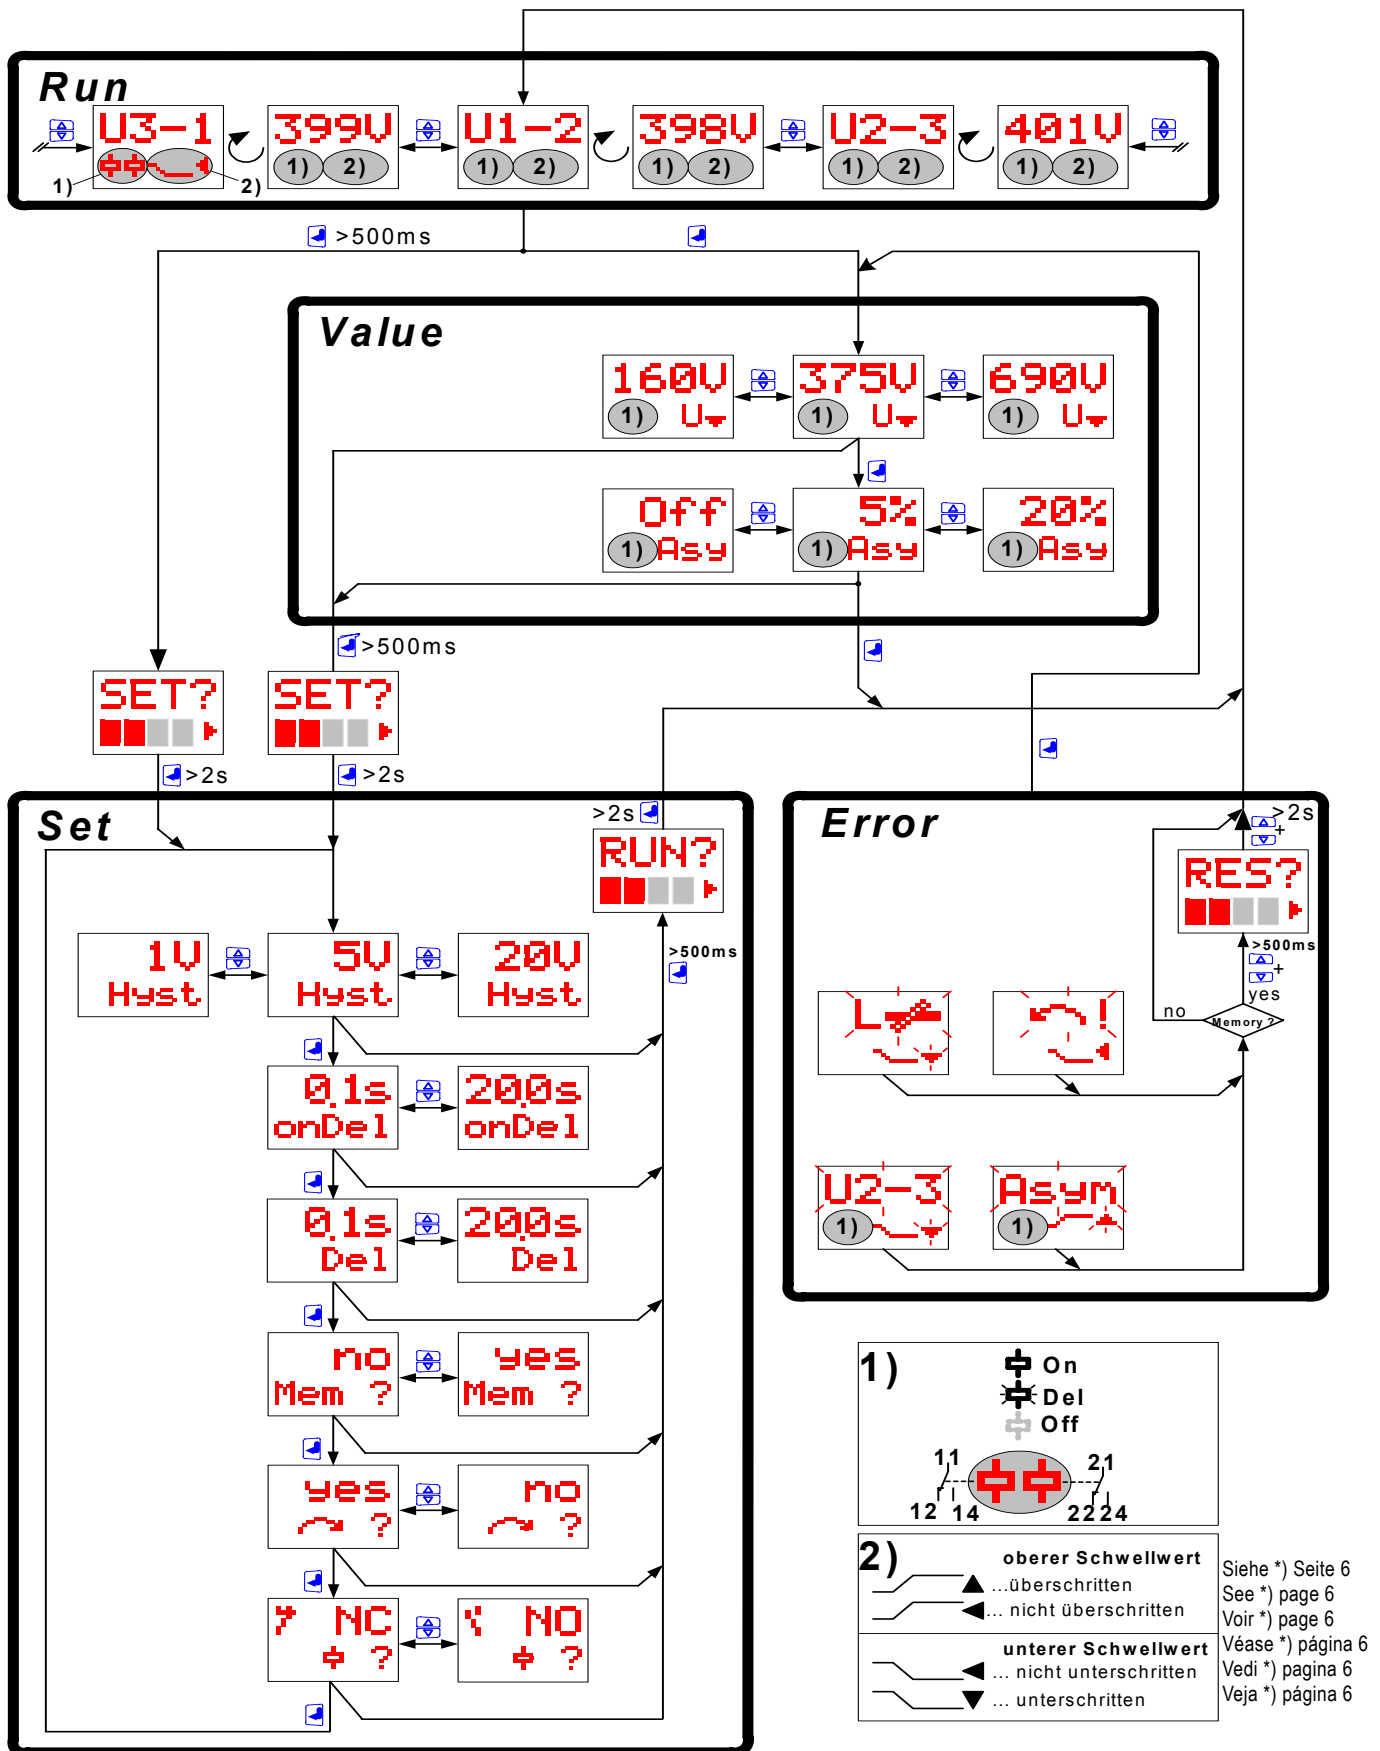 Run
U3-1 399V U1-2 398V U2-3 401V
1) 2) 1) 2) 1) 2) 1) 2) 1) 2)
1) 2)
>500ms
Value
160V 375V 690V
1) U 1) U 1) U
Off 5% 20%
1) Asy 1) Asy 1) Asy
>500ms
SET? SET?
>2s >2s
Set
>2s
RUN?
>500ms
1V 5V 20V
Hyst Hyst Hyst
0.1s 20.0s
onDel onDel
0.1s 20.0s
Del Del
no yes
Mem ? Mem ?
yes no
? ?
NC NO
? ?
Error
>2s
+
RES?
>500ms
+
yes
no
Memory ?
L !
U2-3 Asym
1) 1)
1)
On
Del
Off
11 21
12 14 22 24
2)
oberer Schwellwert
...überschritten
... nicht überschritten
unterer Schwellwert
... nicht unterschritten
... unterschritten
Siehe *) Seite 6
See *) page 6
Voir *) page 6
Véase *) página 6
Vedi *) pagina 6
Veja *) página 6